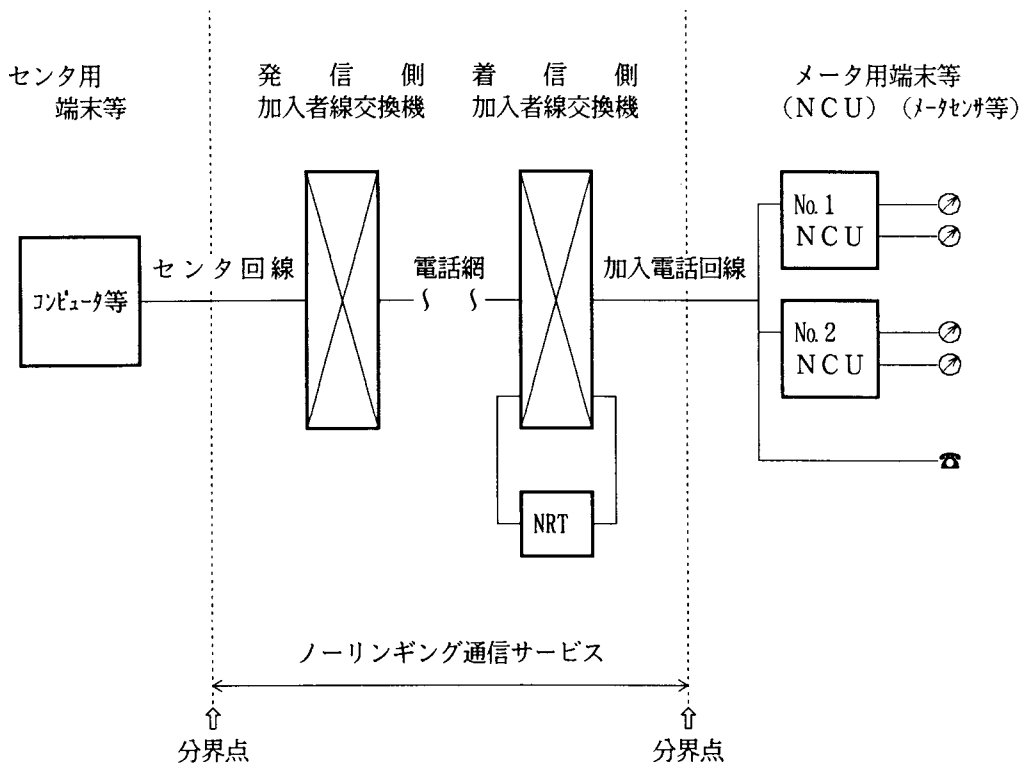 センタ用
端末等
発信側
加入者線交換機
着信側
加入者線交換機
メータ用端末等
(NCU) (ﾒｰﾀｾﾝｻ等)
No.1
NCU
センタ回線
電話網
加入電話回線
ｺﾝﾋﾟｭｰﾀ等
No.2
NCU
NRT
ノーリンギング通信サービス
分界点
分界点